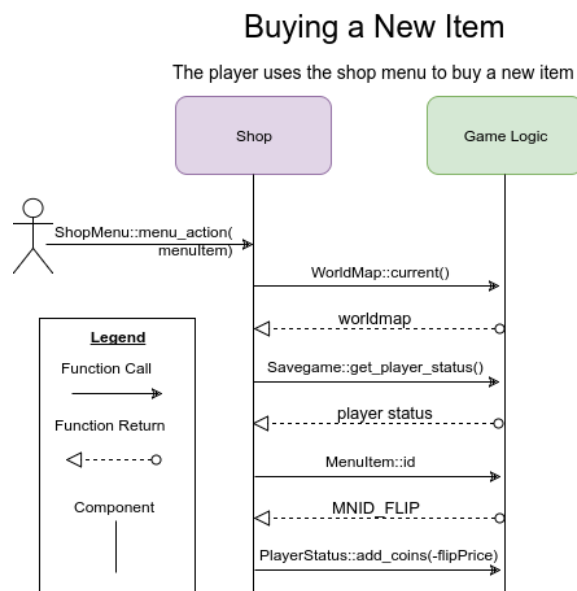 Buying a New Item
The player uses the shop menu to buy a new item
Shop
Game Logic
ShopMenu::menu_action(
menuItem)
WorldMap::current()
worldmap
Savegame::get_player_status()
player status
MenuItem::id
MNID_FLIP
PlayerStatus::add_coins(-flipPrice)
Legend
Function Call
Function Return
Component